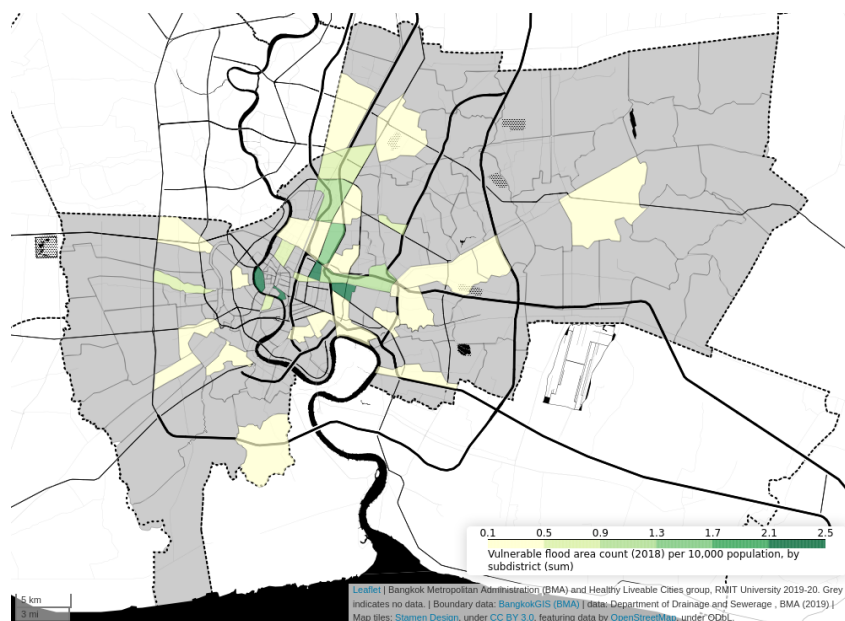 0.1 0.5 0.9 1.3 1.7 2.1 2.5
Vulnerable flood area count (2018) per 10,000 population, by
subdistrict (sum)
5 km
3 mi
Leaflet | Bangkok Metropolitan Administration (BMA) and Healthy Liveable Cities group, RMIT University 2019-20. Grey
indicates no data. | Boundary data: BangkokGIS (BMA) | data: Department of Drainage and Sewerage , BMA (2019) |
Map tiles: Stamen Design, under CC BY 3.0, featuring data by OpenStreetMap, under ODbL.